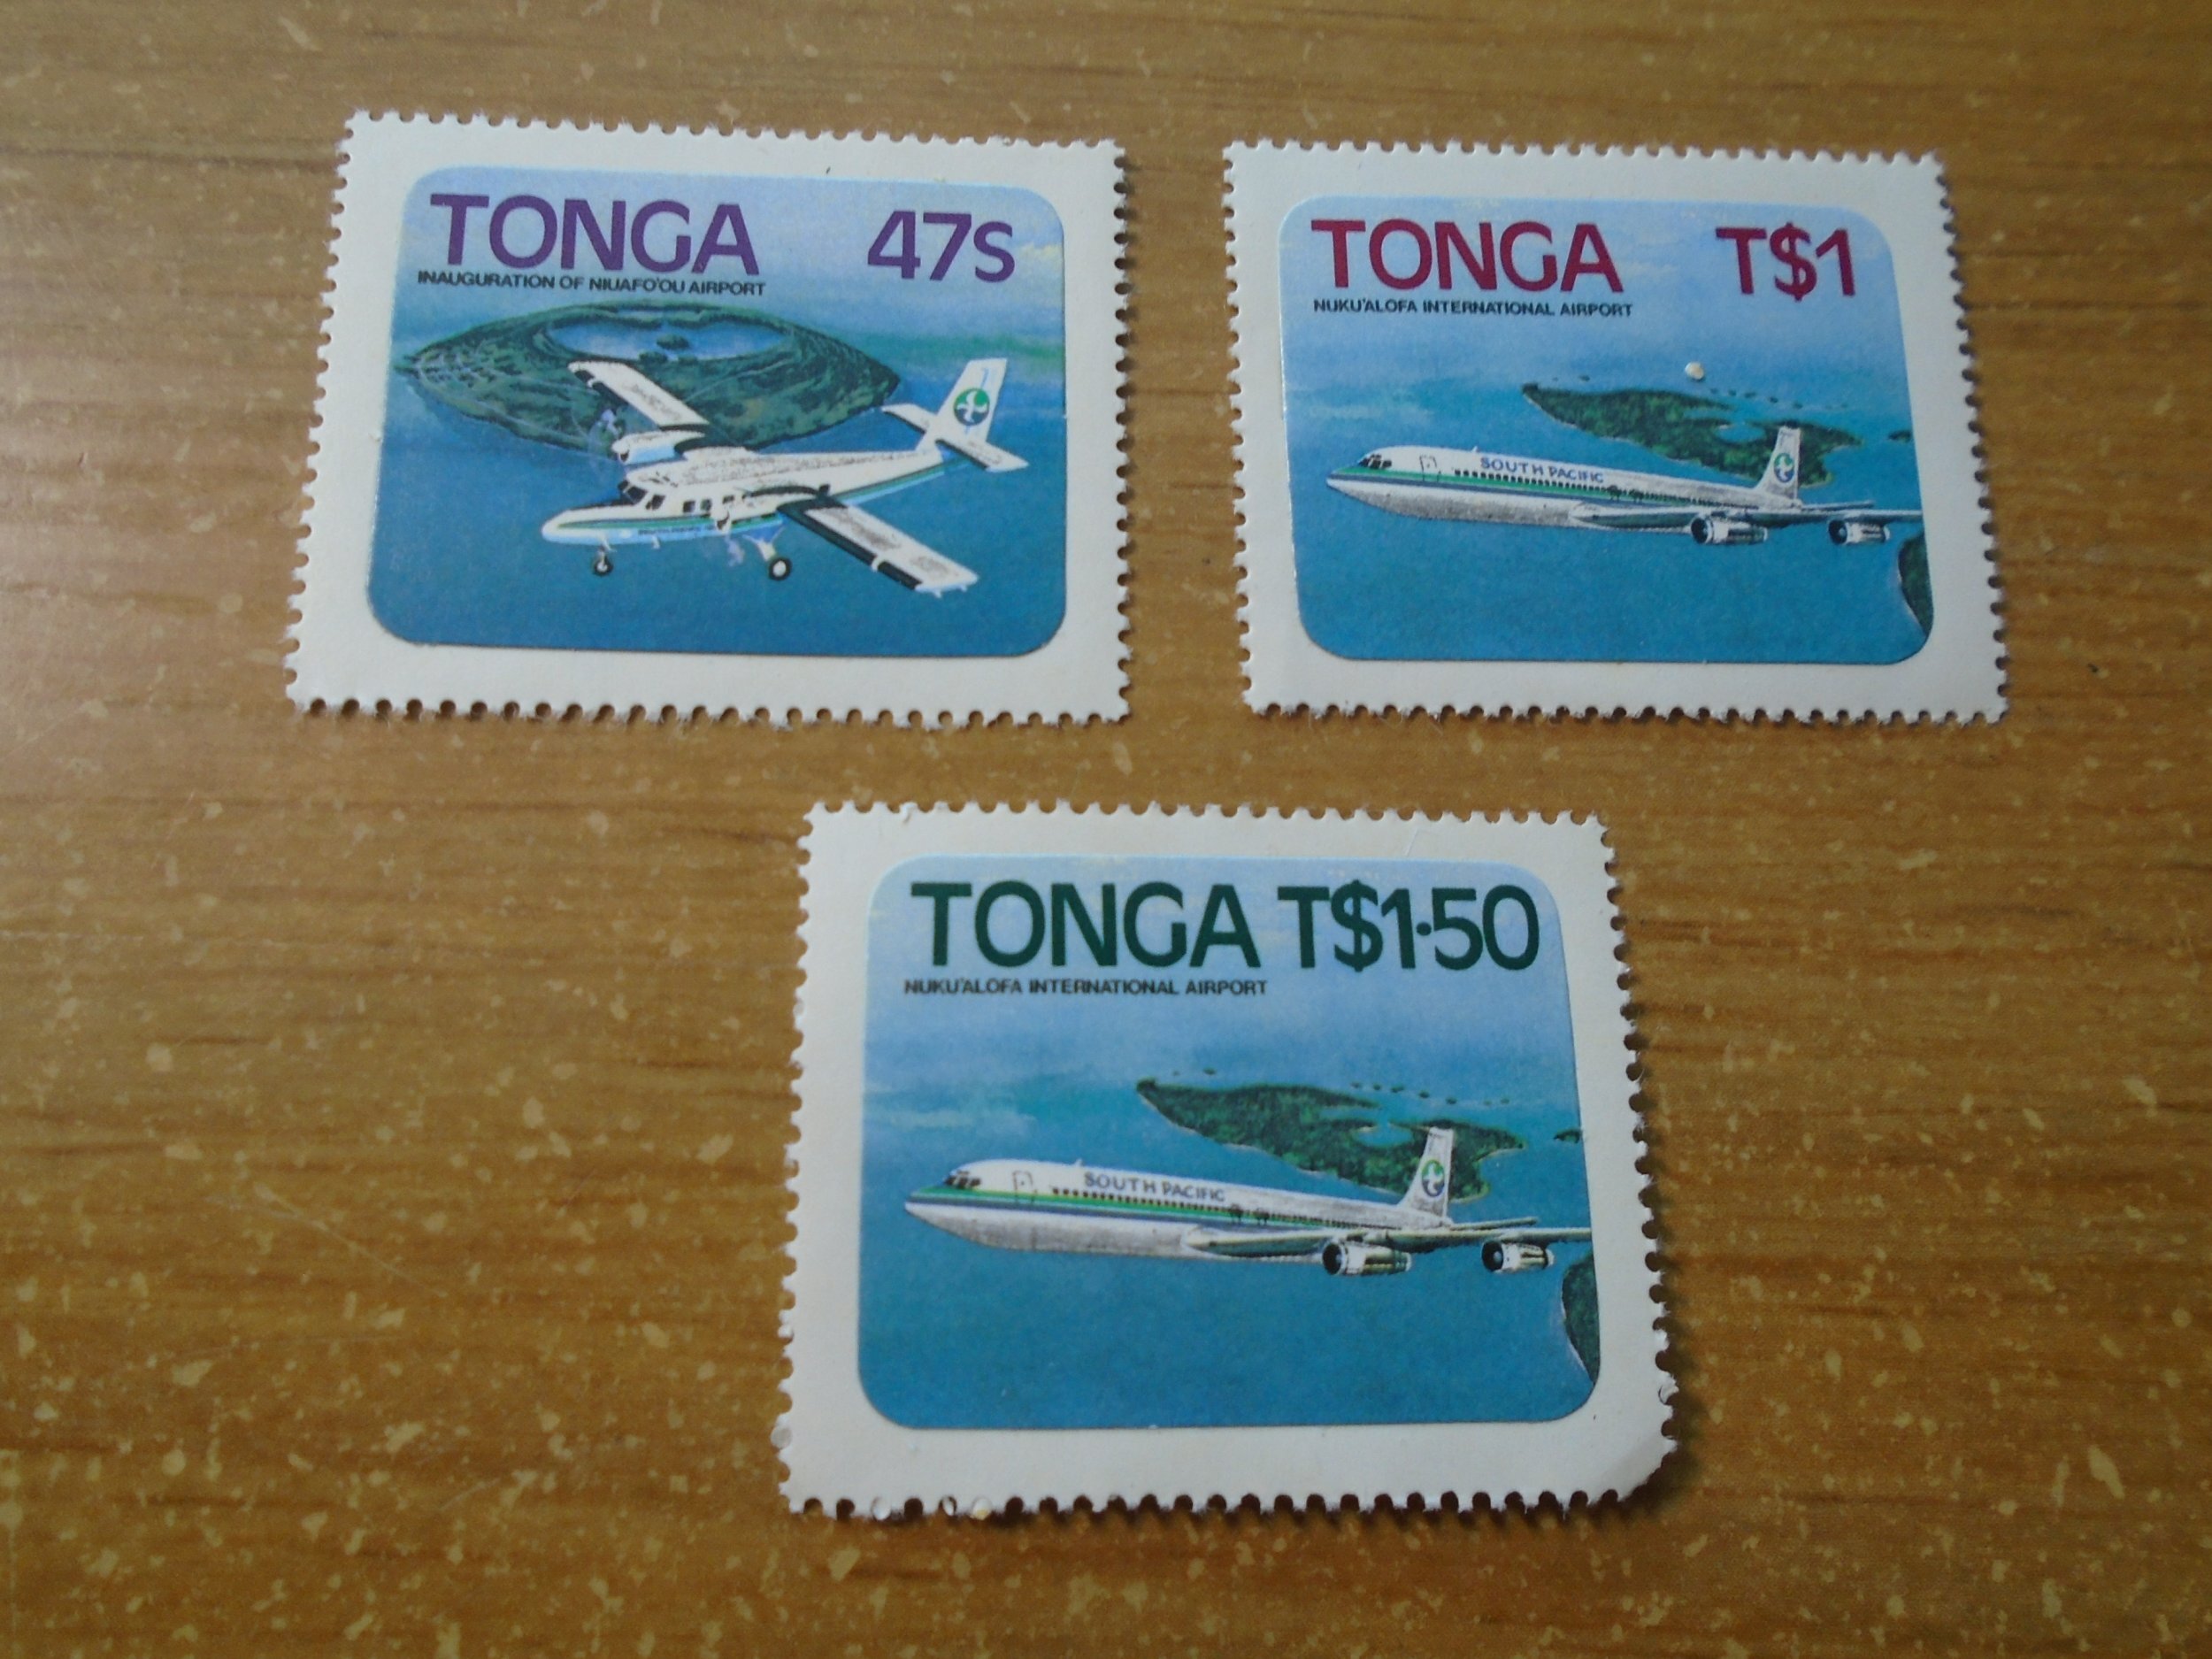 TONGA 47s
INAUGURATION OF NIUAFO'OU AIRPORT
TONGA T$1
NUKU'ALOFA INTERNATIONAL AIRPORT
SOUTH PACIFIC
TONGA T$1·50
NUKU'ALOFA INTERNATIONAL AIRPORT
SOUTH PACIFIC